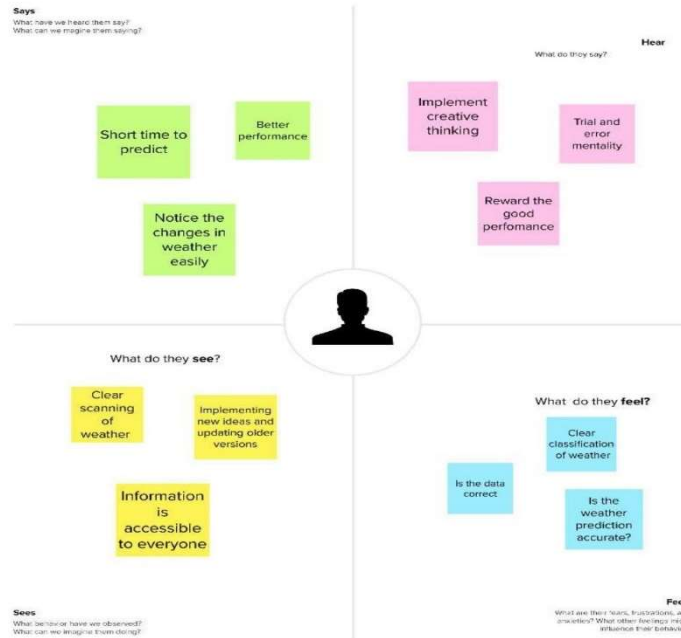 Says
What have we heard them say?
What can we magine them saying?
Short time to
predict
Better
performance
Notice the
changes in
weather
easily
Hear
What do they say?
Implement
creative
thinking
Trial and
error
mentality
Reward the
good
perfomance
What do they see?
Clear
scanning
of
weather
Implementing
new ideas and
updating older
versions
Information
is
accessible
to everyone
Sees
What behavior have we observed?
What can we imagine them doing?
What do they feel?
Clear
classification
of weather
Is the data
correct
Is the
weather
prediction
accurate?
Fee
What are their fears, frustrations, a
anxieties? What other feelings mig
influence their behav